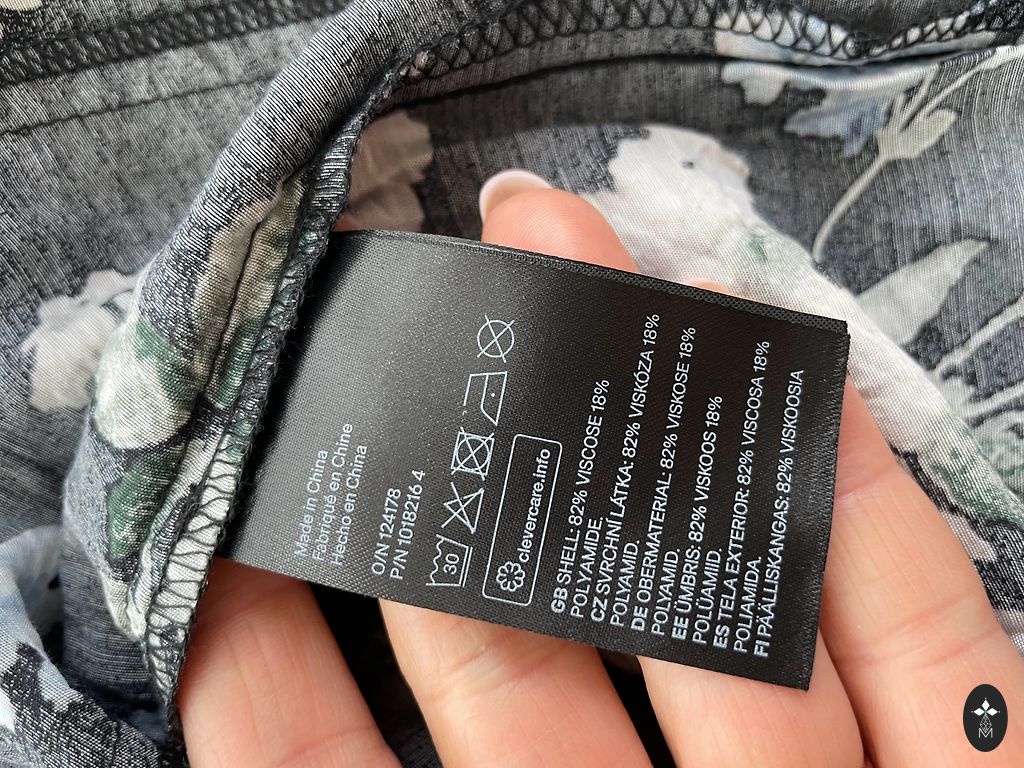 Made in China
Fabriqué en Chine
Hecho en China
O/N 124178
P/N 1018216 4
30
clevercare.info
GB SHELL: 82% VISCOSE 18%
POLYAMIDE.
CZ SVRCHNÍ LÁTKA: 82% VISKÓZA 18%
POLYAMID.
DE OBERMATERIAL: 82% VISKOSE 18%
POLYAMID.
EE ÜMBRIS: 82% VISKOOS 18%
POLÜAMIID.
ES TELA EXTERIOR: 82% VISCOSA 18%
POLIAMIDA.
FI PÄÄLLISKANGAS: 82% VISKOOSIA